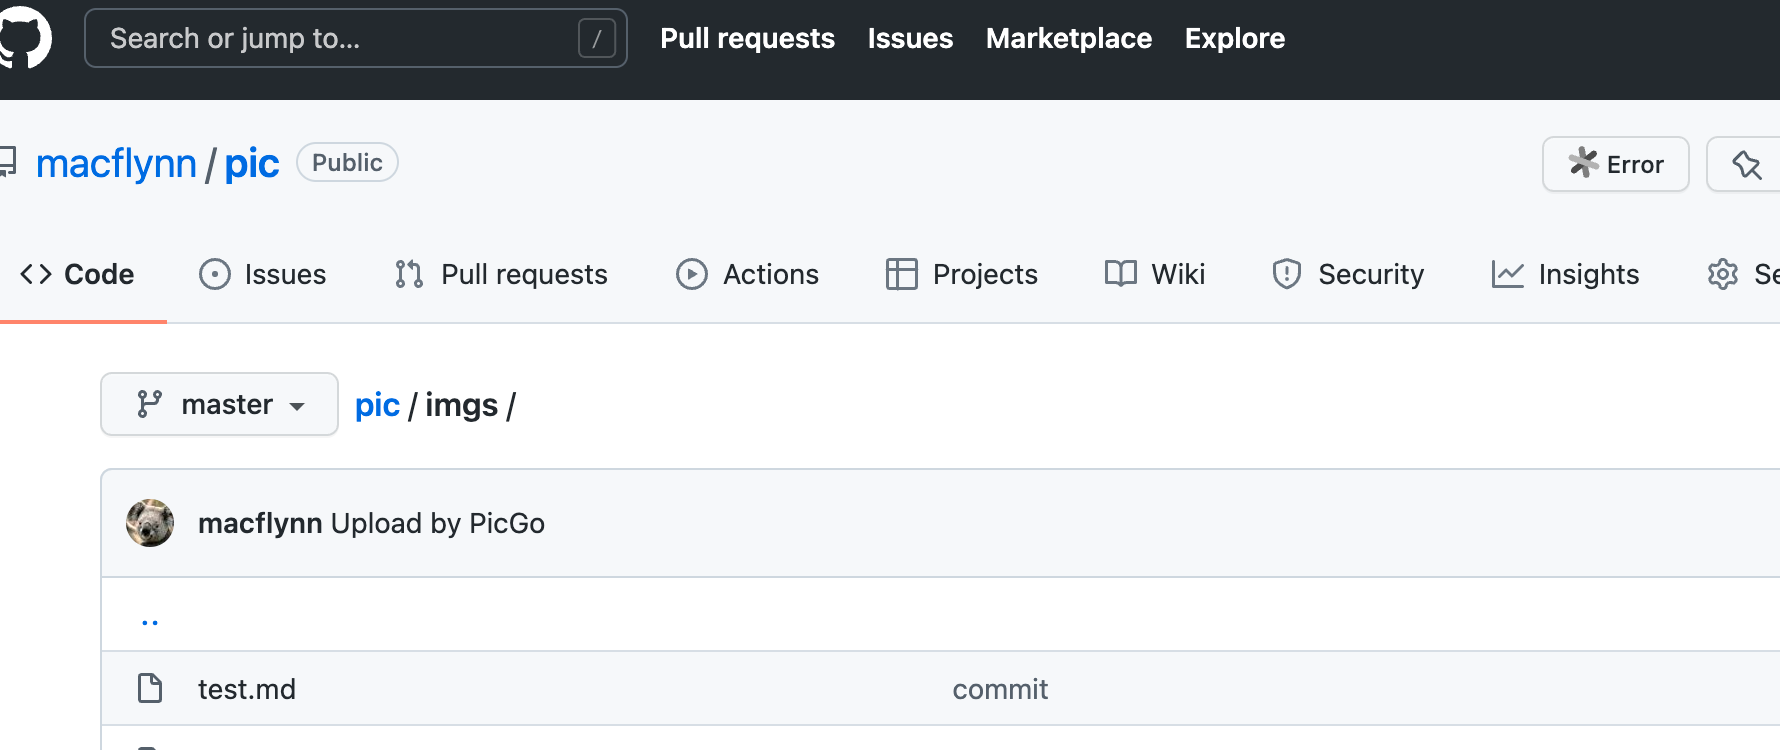 Search or jump to... /
Pull requests Issues Marketplace Explore
macflynn / pic Public
Error
Code Issues Pull requests Actions Projects Wiki Security Insights Se
master pic / imgs /
macflynn Upload by PicGo
..
test.md commit